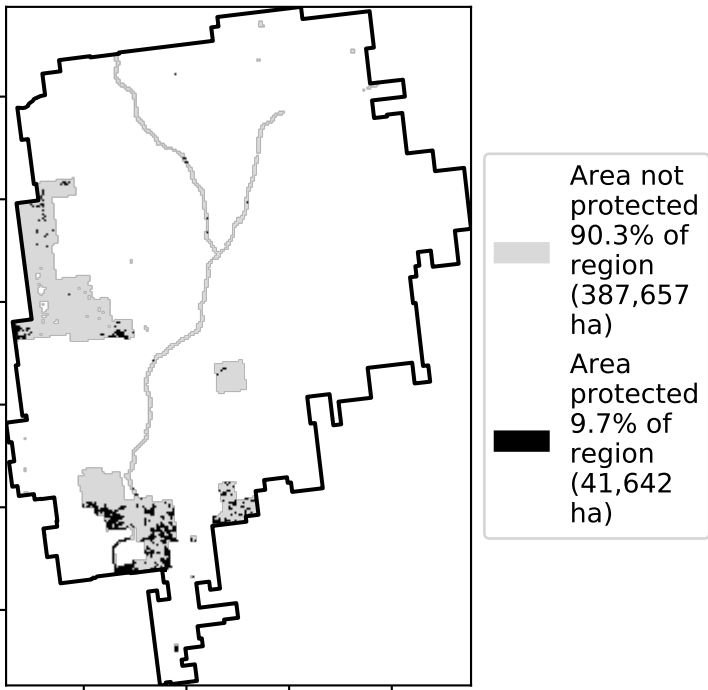 Area not
protected
90.3% of
region
(387,657
ha)
Area
protected
9.7% of
region
(41,642
ha)